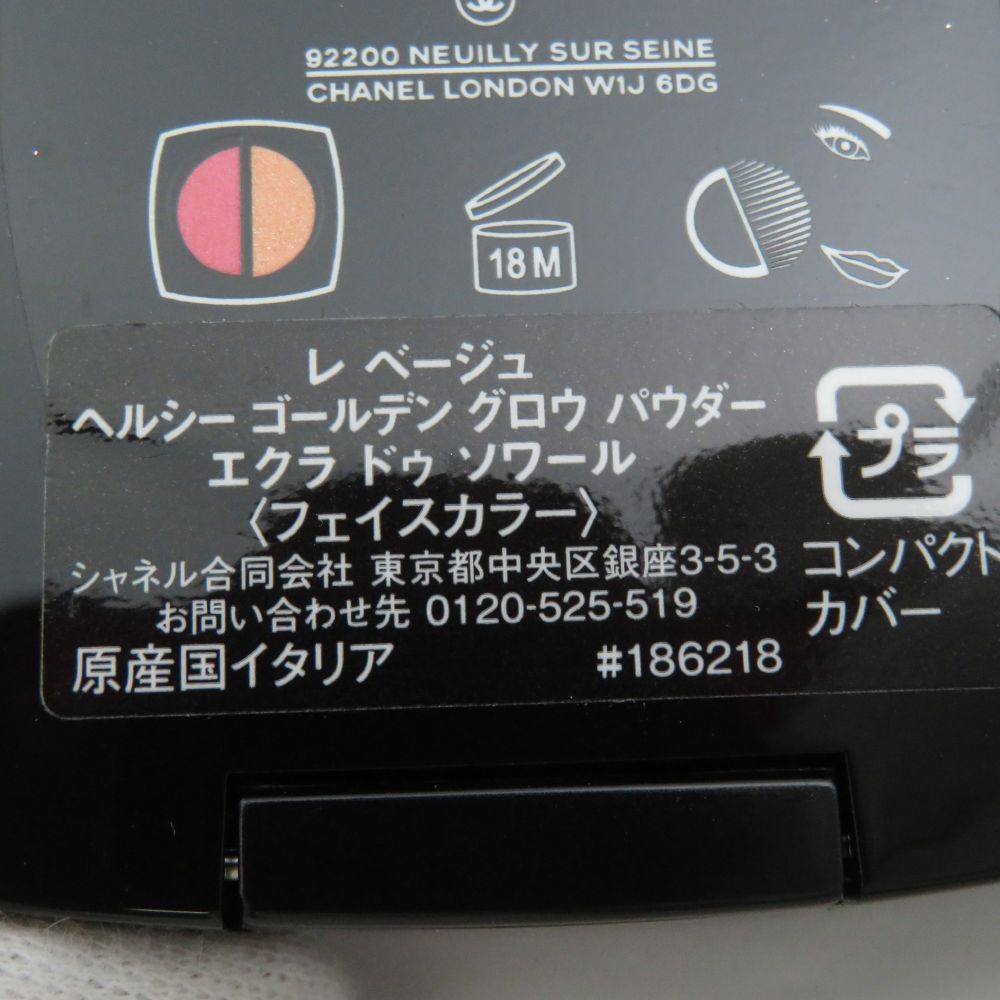 92200 NEUILLY SUR SEINE
CHANEL LONDON W1J 6DG
18M
レ ベージュ
ヘルシー ゴールデン グロウ パウダー
エクラ ドゥ ソワール
〈フェイスカラー〉
シャネル合同会社 東京都中央区銀座3-5-3
お問い合わせ先 0120-525-519
原産国イタリア #186218
プラ
コンパクト
カバー